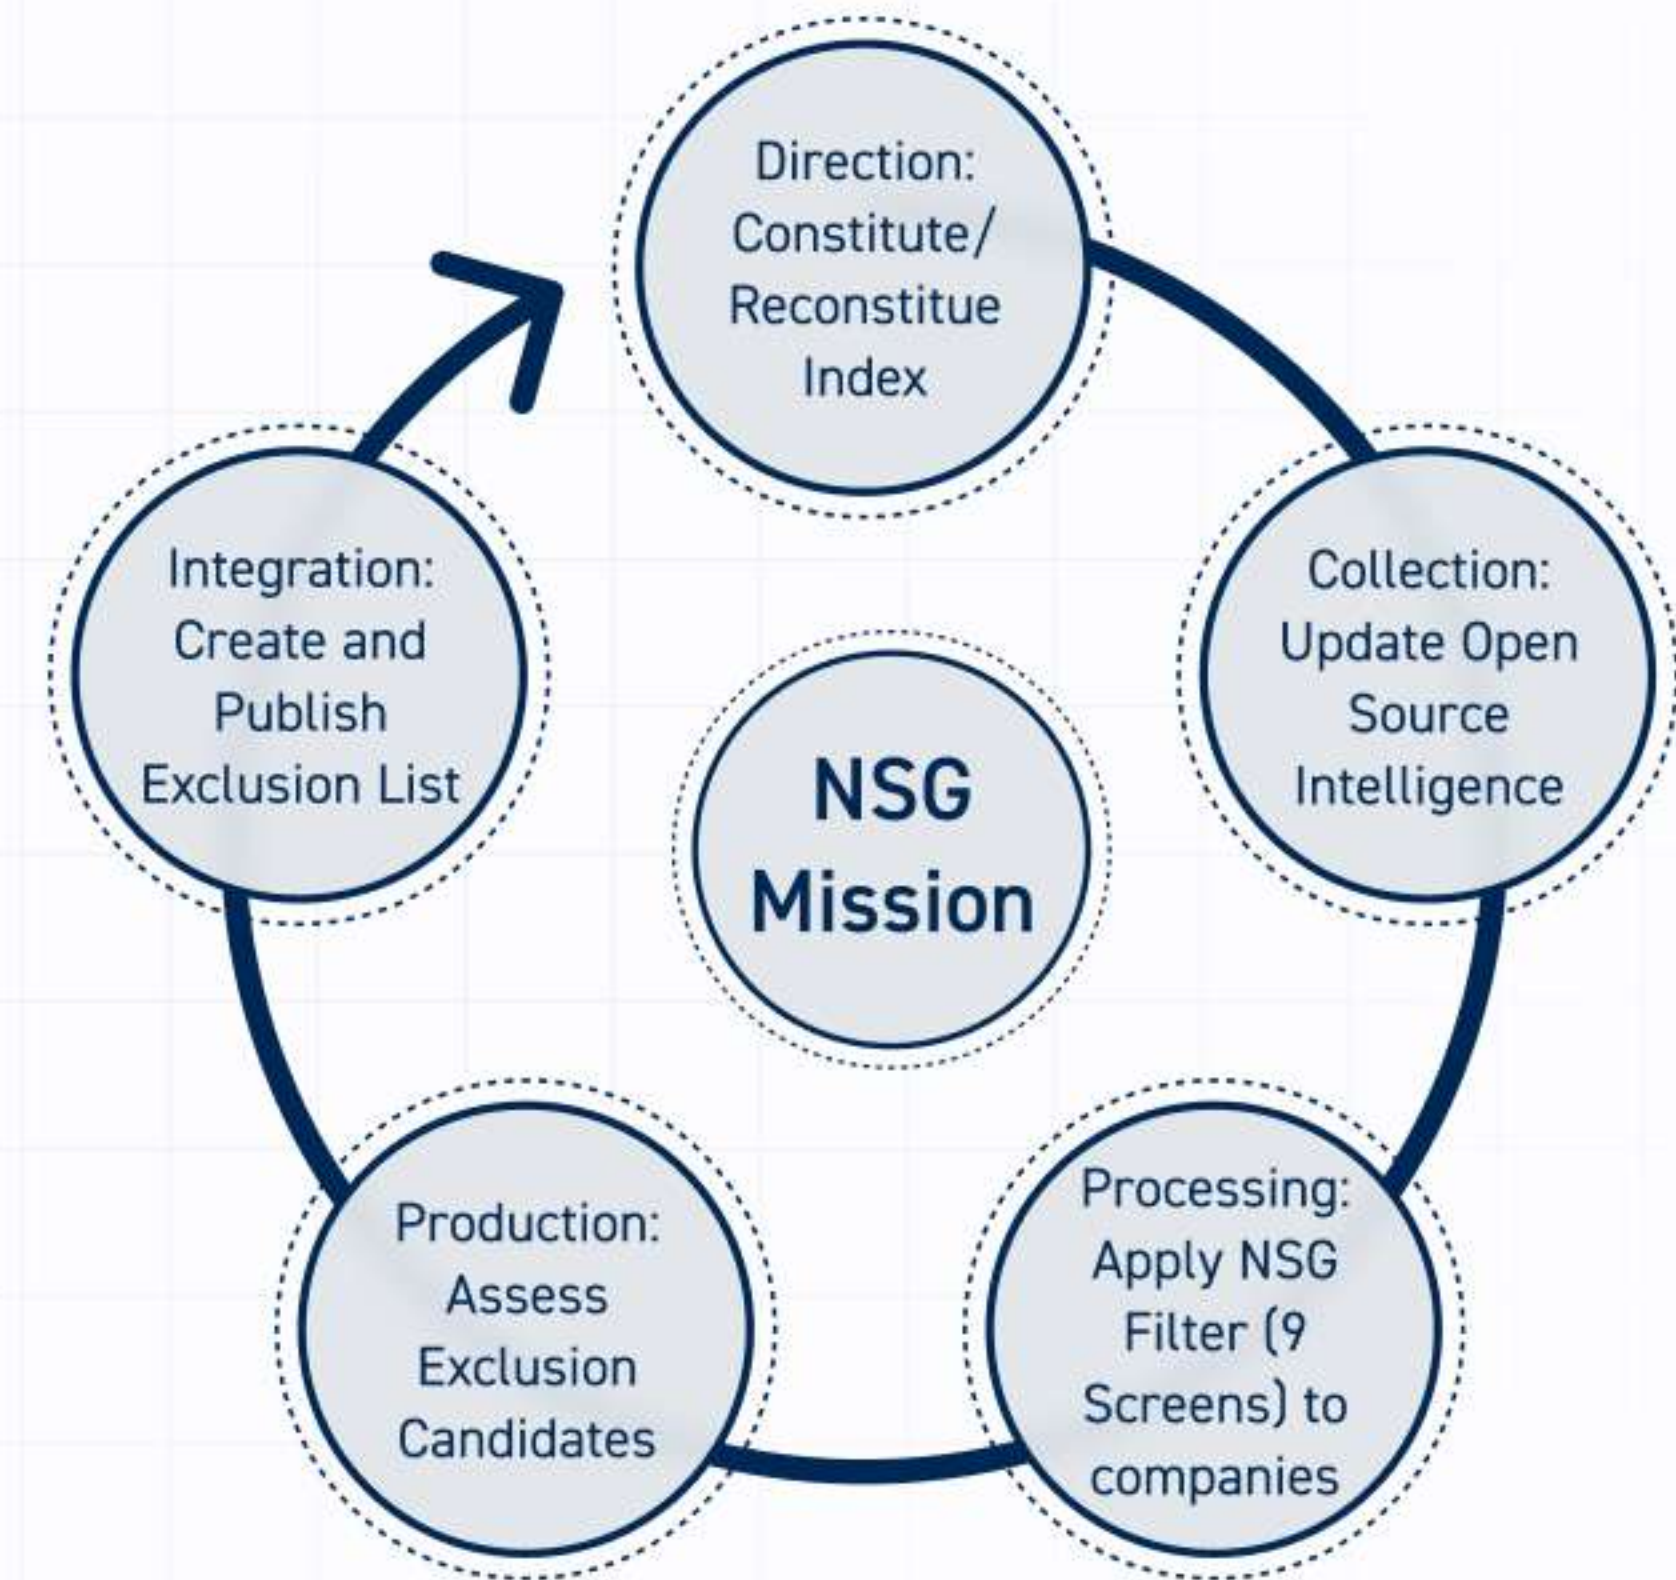 Direction:
Constitute/
Reconstitue
Index
Collection:
Update Open
Source
Intelligence
Processing:
Apply NSG
Filter (9
Screens) to
companies
Production:
Assess
Exclusion
Candidates
Integration:
Create and
Publish
Exclusion List
NSG
Mission